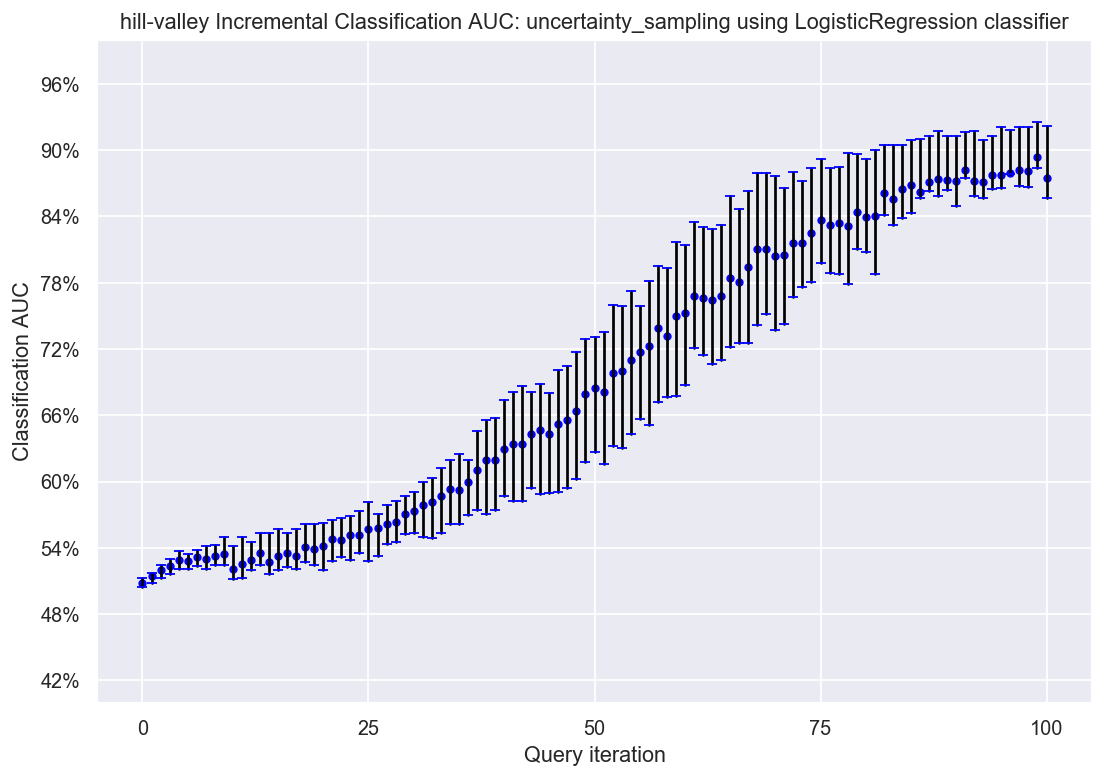 hill-valley Incremental Classification AUC: uncertainty_sampling using LogisticRegression classifier
96%
90%
84%
78%
72%
66%
60%
54%
48%
42%
Classification AUC
0 25 50 75 100
Query iteration